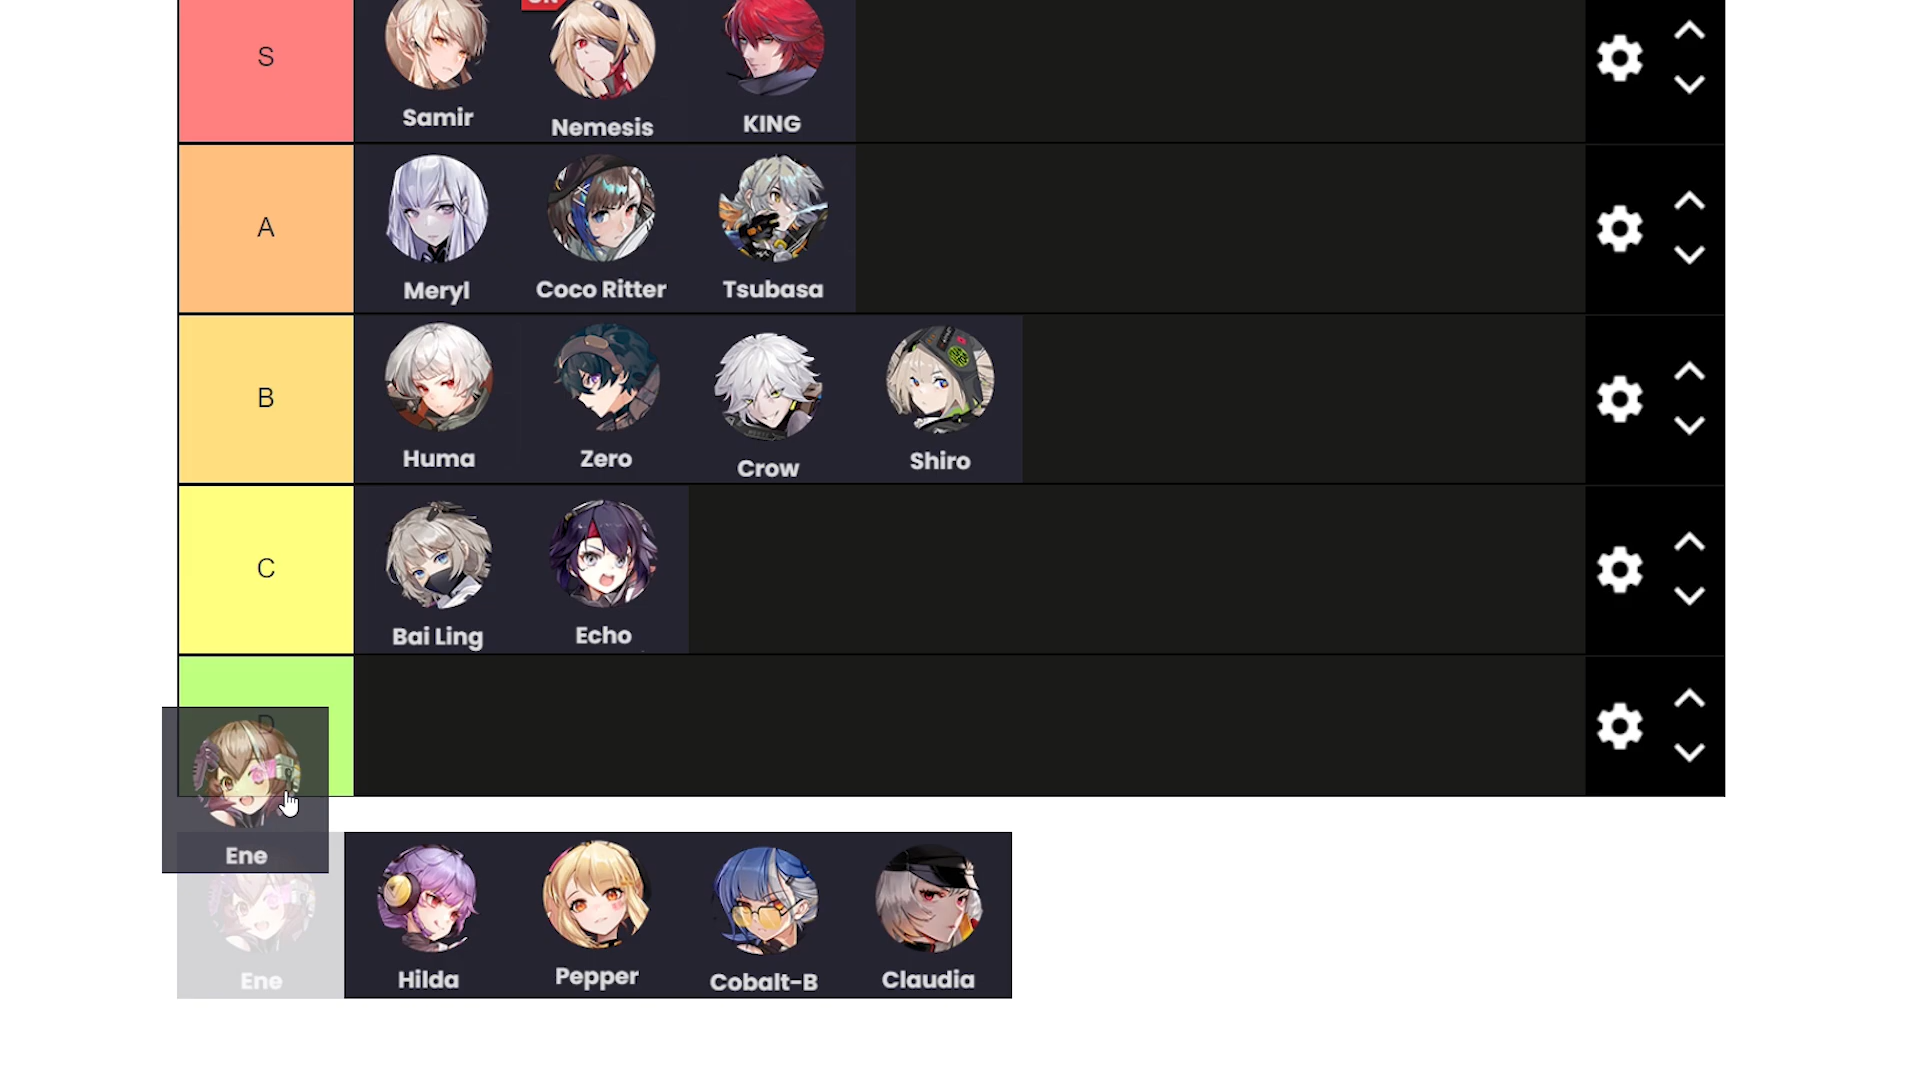 S
Samir
Nemesis
KING
A
Meryl
Coco Ritter
Tsubasa
B
Huma
Zero
Crow
Shiro
C
Bai Ling
Echo
D
Ene
Ene
Hilda
Pepper
Cobalt-B
Claudia